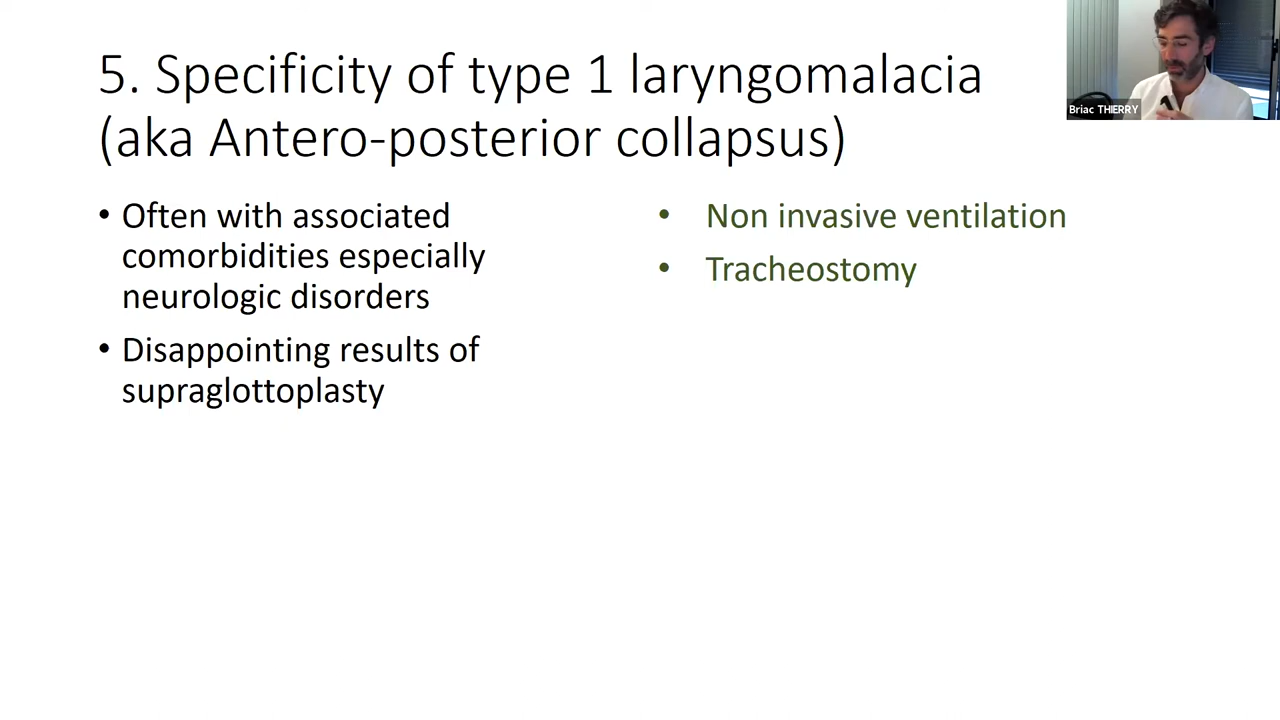 5. Specificity of type 1 laryngomalacia
(aka Antero-posterior collapsus)
• Often with associated
comorbidities especially
neurologic disorders
• Disappointing results of
supraglottoplasty
• Non invasive ventilation
• Tracheostomy
Briac THIERRY